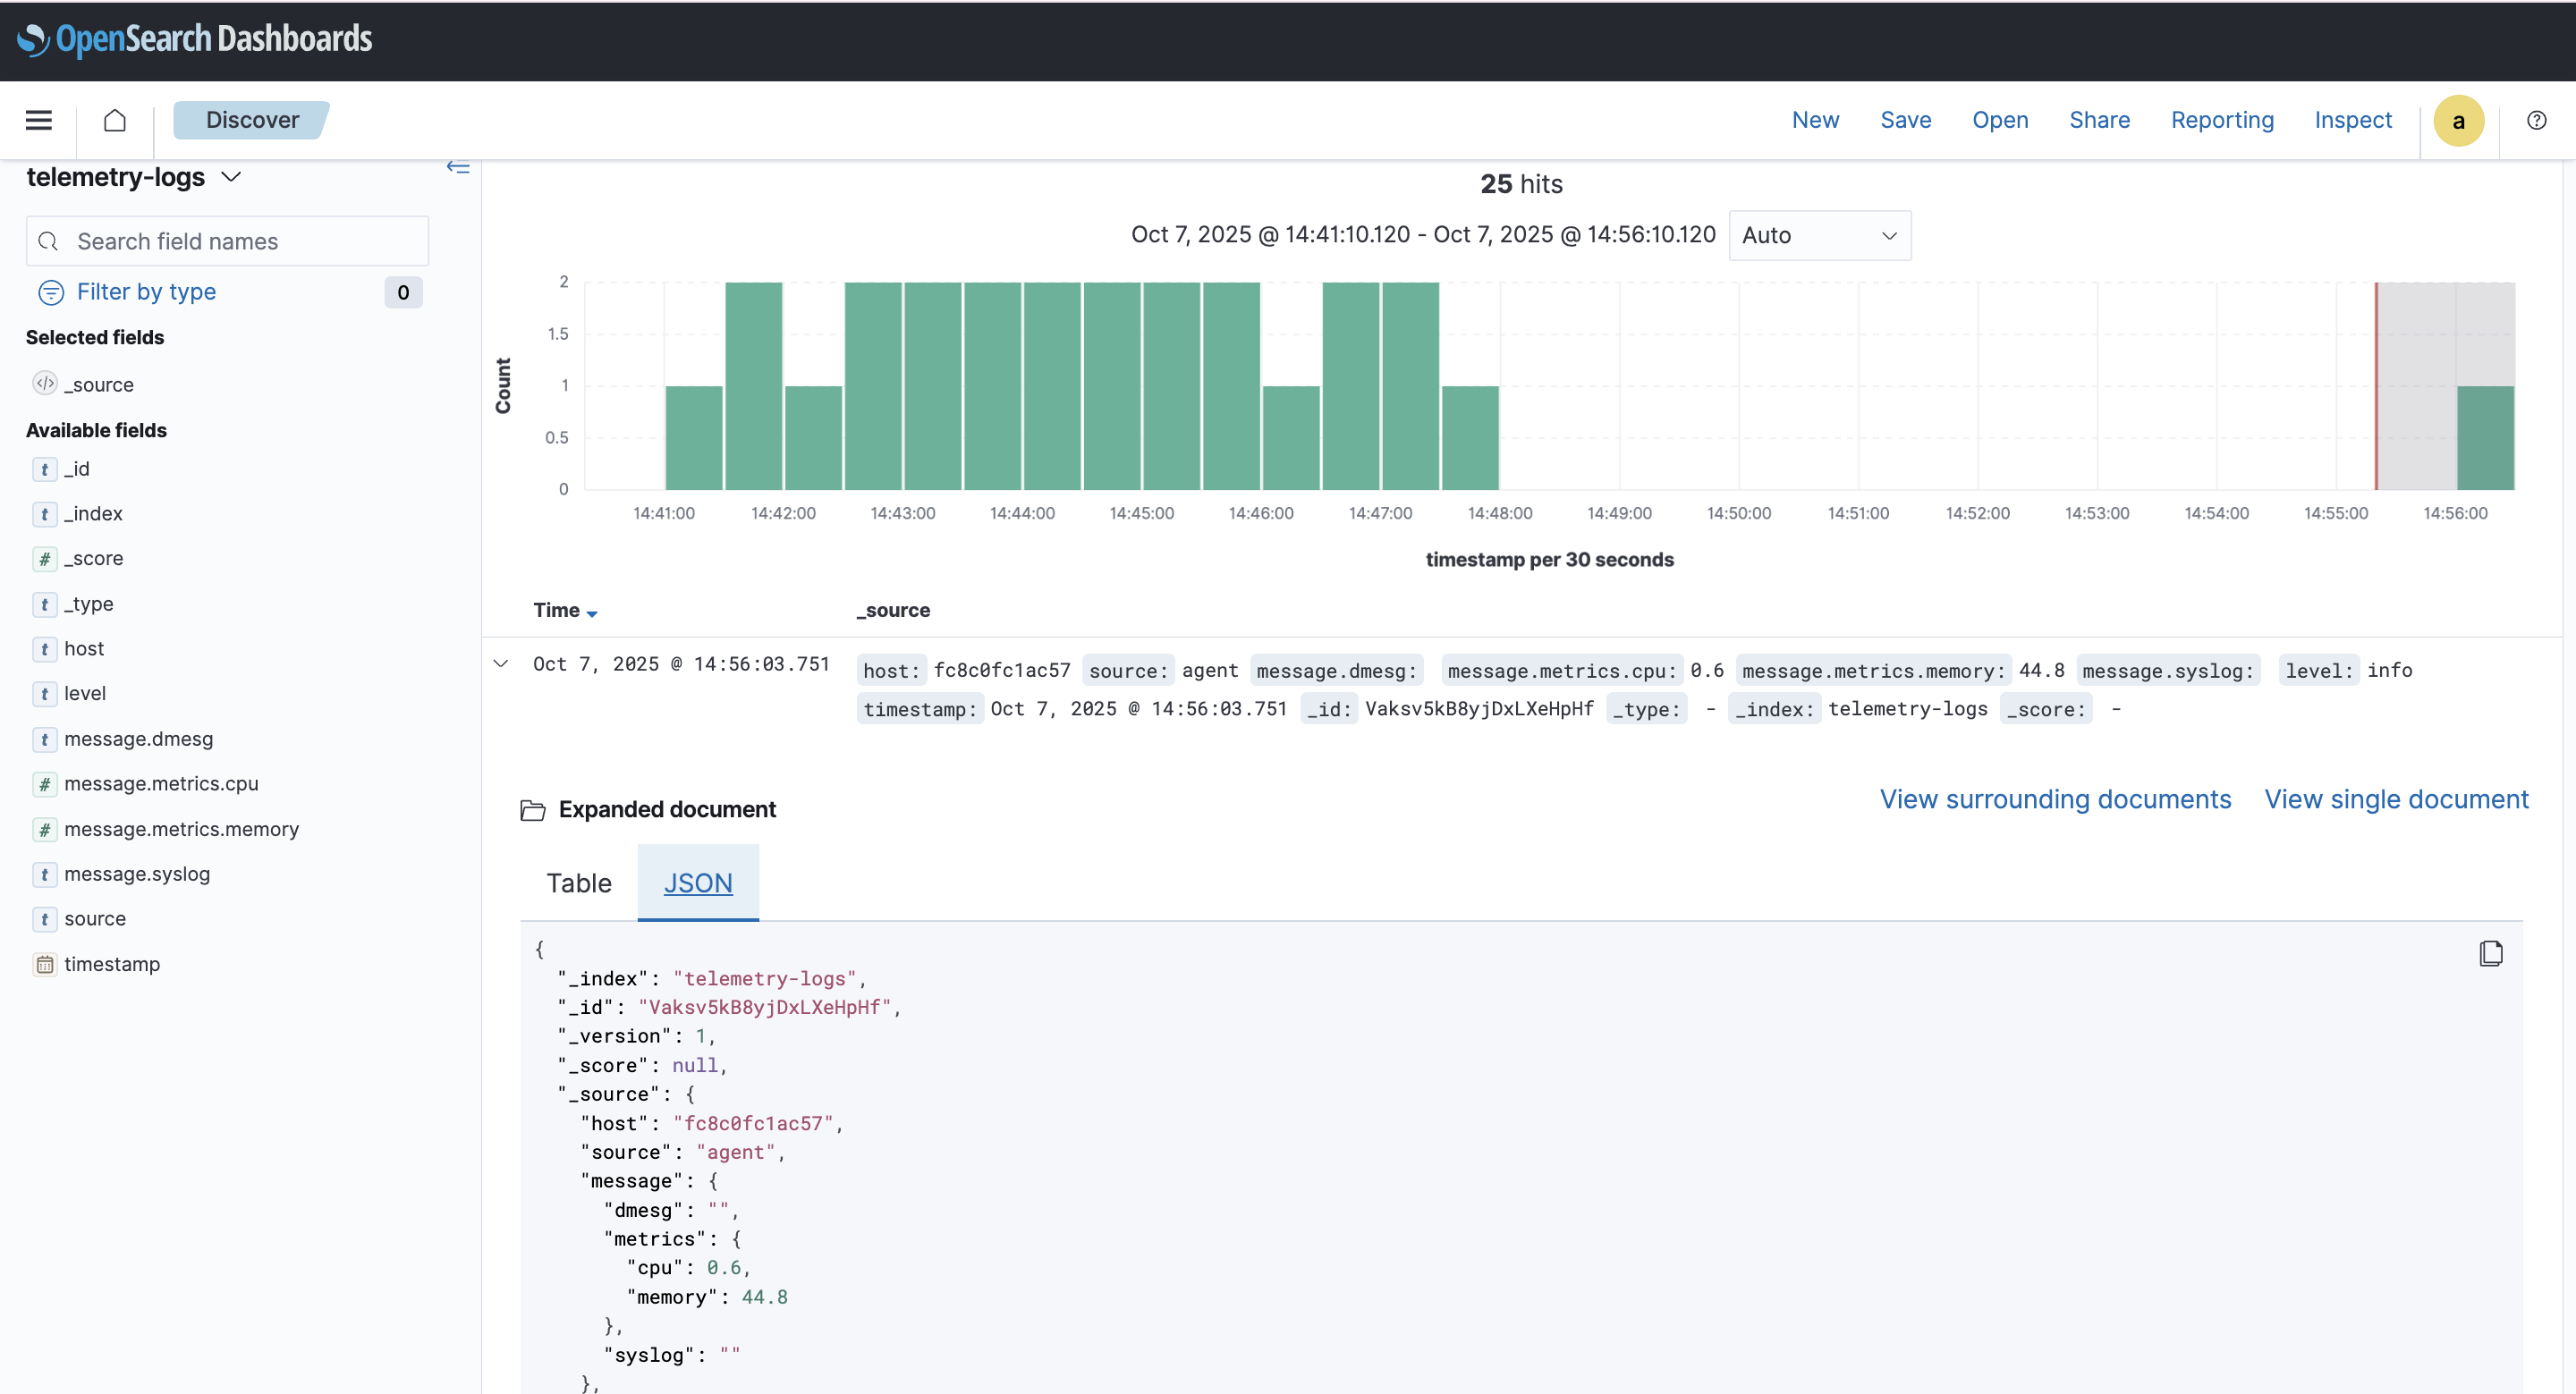 OpenSearch Dashboards
Discover
New Save Open Share Reporting Inspect a
telemetry-logs
Search field names
Filter by type 0
Selected fields
_source
Available fields
t _id
t _index
# _score
t _type
t host
t level
t message.dmesg
# message.metrics.cpu
# message.metrics.memory
t message.syslog
t source
timestamp
25 hits
Oct 7, 2025 @ 14:41:10.120 - Oct 7, 2025 @ 14:56:10.120 Auto
Count
2
1.5
1
0.5
0
14:41:00 14:42:00 14:43:00 14:44:00 14:45:00 14:46:00 14:47:00 14:48:00 14:49:00 14:50:00 14:51:00 14:52:00 14:53:00 14:54:00 14:55:00 14:56:00
timestamp per 30 seconds
Time _source
Oct 7, 2025 @ 14:56:03.751 host: fc8c0fc1ac57 source: agent message.dmesg: message.metrics.cpu: 0.6 message.metrics.memory: 44.8 message.syslog: level: info
timestamp: Oct 7, 2025 @ 14:56:03.751 _id: Vaksv5kB8yjDxLXeHpHf _type: - _index: telemetry-logs _score: -
Expanded document View surrounding documents View single document
Table JSON
{
"_index": "telemetry-logs",
"_id": "Vaksv5kB8yjDxLXeHpHf",
"_version": 1,
"_score": null,
"_source": {
"host": "fc8c0fc1ac57",
"source": "agent",
"message": {
"dmesg": "",
"metrics": {
"cpu": 0.6,
"memory": 44.8
},
"syslog": ""
},